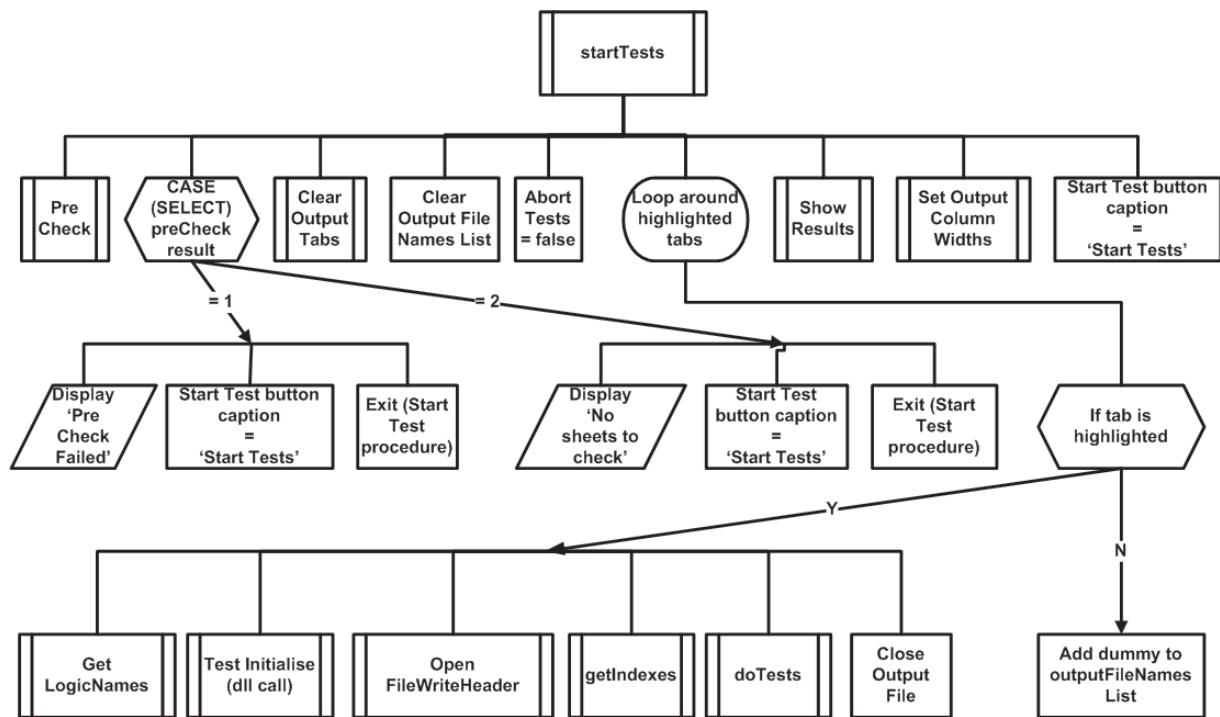 startTests
Pre
Check
CASE
(SELECT)
preCheck
result
Clear
Output
Tabs
Clear
Output File
Names List
Abort
Tests
= false
Loop around
highlighted
tabs
Show
Results
Set Output
Column
Widths
Start Test button
caption
=
‘Start Tests’
= 1
= 2
Display
‘Pre
Check
Failed’
Start Test button
caption
=
‘Start Tests’
Exit (Start
Test
procedure)
Display
‘No
sheets to
check’
Start Test
button caption
=
‘Start Tests’
Exit (Start
Test
procedure)
If tab is
highlighted
Y
N
Get
LogicNames
Test Initialise
(dll call)
Open
FileWriteHeader
getIndexes
doTests
Close
Output
File
Add dummy to
outputFileNames
List